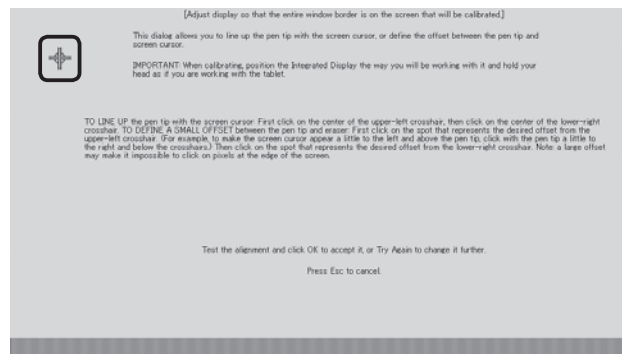 [Adjust display so that the entire window border is on the screen that will be calibrated.]
This dialog allows you to line up the pen tip with the screen cursor, or define the offset between the pen tip and
screen cursor.
IMPORTANT: When calibrating, position the Integrated Display the way you will be working with it and hold your
head as if you are working with the tablet.
TO LINE UP the pen tip with the screen cursor: First click on the center of the upper-left crosshair, then click on the center of the lower-right
crosshair. TO DEFINE A SMALL OFFSET between the pen tip and eraser: First click on the spot that represents the desired offset from the
upper-left crosshair. (For example, to make the screen cursor appear a little to the left and above the pen tip, click with the pen tip a little to
the right and below the crosshairs.) Then click on the spot that represents the desired offset from the lower-right crosshair. Note: a large offset
may make it impossible to click on pixels at the edge of the screen.
Test the alignment and click OK to accept it, or Try Again to change it further.
Press Esc to cancel.